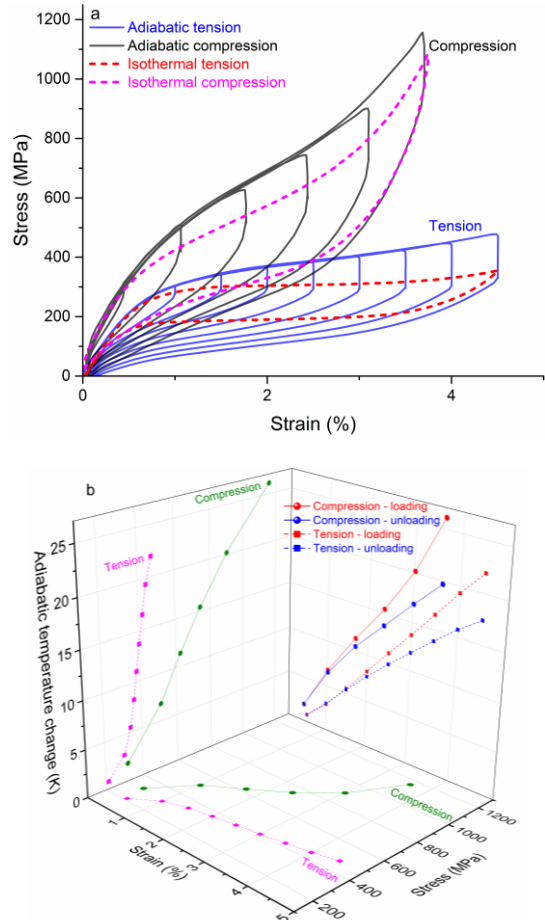 a
Adiabatic tension
Adiabatic compression
Isothermal tension
Isothermal compression
Compression
Tension
Stress (MPa)
1200
1000
800
600
400
200
0
0
2
4
Strain (%)
b
Compression
Tension
Compression - loading
Compression - unloading
Tension - loading
Tension - unloading
Adiabatic temperature change (K)
25
20
15
10
5
0
Compression
Tension
1
2
3
4
5
Strain (%)
200
400
600
800
1000
1200
Stress (MPa)